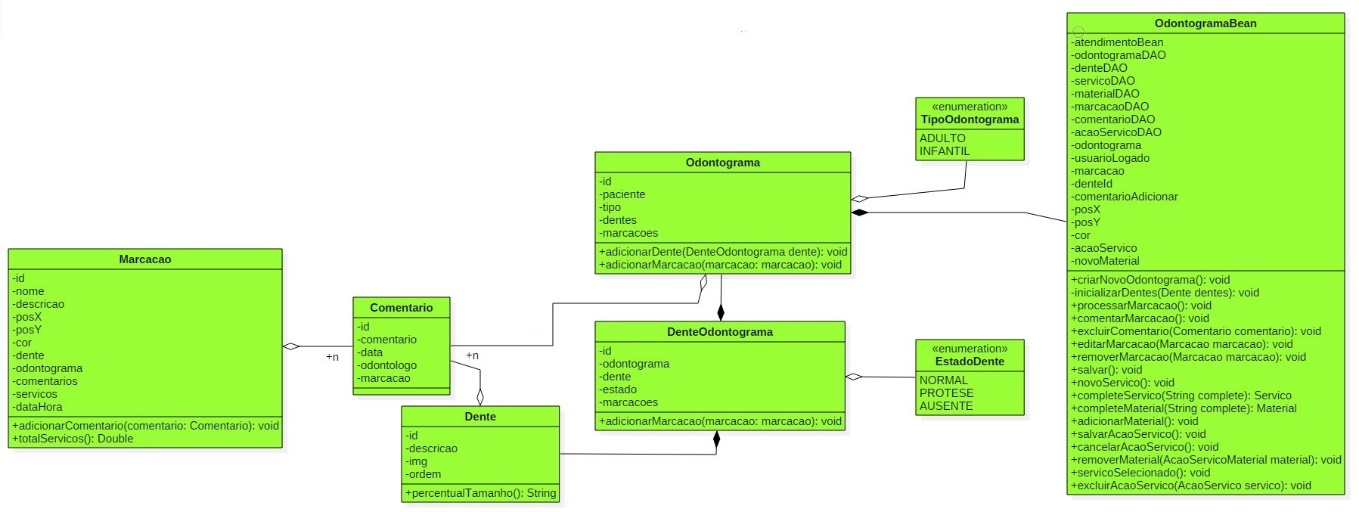 OdontogramaBean
-atendimentoBean
-odontogramaDAO
-denteDAO
-servicoDAO
-materialDAO
-marcacaoDAO
-comentarioDAO
-acaoServicoDAO
-odontograma
-usuarioLogado
-marcacao
-denteId
-comentarioAdicionar
-posX
-posY
-cor
-acaoServico
-novoMaterial
+criarNovoOdontograma(): void
-inicializarDentes(Dente dentes): void
+processarMarcacao(): void
+comentarMarcacao(): void
+excluirComentario(Comentario comentario): void
+editarMarcacao(Marcacao marcacao): void
+removerMarcacao(Marcacao marcacao): void
+salvar(): void
+novoServico(): void
+completeServico(String complete): Servico
+completeMaterial(String complete): Material
+adicionarMaterial(): void
+salvarAcaoServico(): void
+cancelarAcaoServico(): void
+removerMaterial(AcaoServicoMaterial material): void
+servicoSelecionado(): void
+excluirAcaoServico(AcaoServico servico): void
«enumeration»
TipoOdontograma
ADULTO
INFANTIL
Odontograma
-id
-paciente
-tipo
-dentes
-marcacoes
+adicionarDente(DenteOdontograma dente): void
+adicionarMarcacao(marcacao: marcacao): void
Marcacao
-id
-nome
-descricao
-posX
-posY
-cor
-dente
-odontograma
-comentarios
-servicos
-dataHora
+adicionarComentario(comentario: Comentario): void
+totalServicos(): Double
+n
Comentario
-id
-comentario
-data
-odontologo
-marcacao
+n
DenteOdontograma
-id
-odontograma
-dente
-estado
-marcacoes
+adicionarMarcacao(marcacao: marcacao): void
«enumeration»
EstadoDente
NORMAL
PROTESE
AUSENTE
Dente
-id
-descricao
-img
-ordem
+percentualTamanho(): String